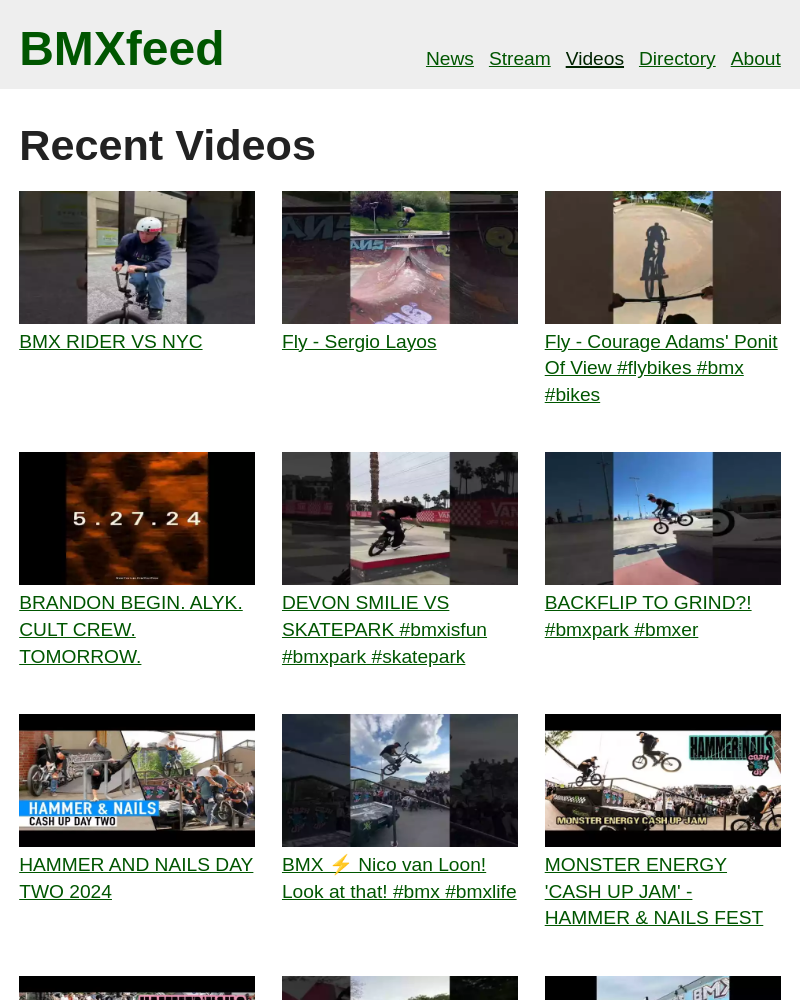 BMXfeed
News Stream Videos Directory About
Recent Videos
BMX RIDER VS NYC
Fly - Sergio Layos
Fly - Courage Adams' Ponit
Of View #flybikes #bmx
#bikes
5.27.24
BRANDON BEGIN. ALYK.
CULT CREW.
TOMORROW.
DEVON SMILIE VS
SKATEPARK #bmxisfun
#bmxpark #skatepark
BACKFLIP TO GRIND?!
#bmxpark #bmxer
HAMMER & NAILS
CASH UP DAY TWO
HAMMER AND NAILS DAY
TWO 2024
BMX ⚡ Nico van Loon!
Look at that! #bmx #bmxlife
HAMMER NAILS
CASH
UP
MONSTER ENERGY CASH UP JAM
MONSTER ENERGY
'CASH UP JAM' -
HAMMER & NAILS FEST
BMX